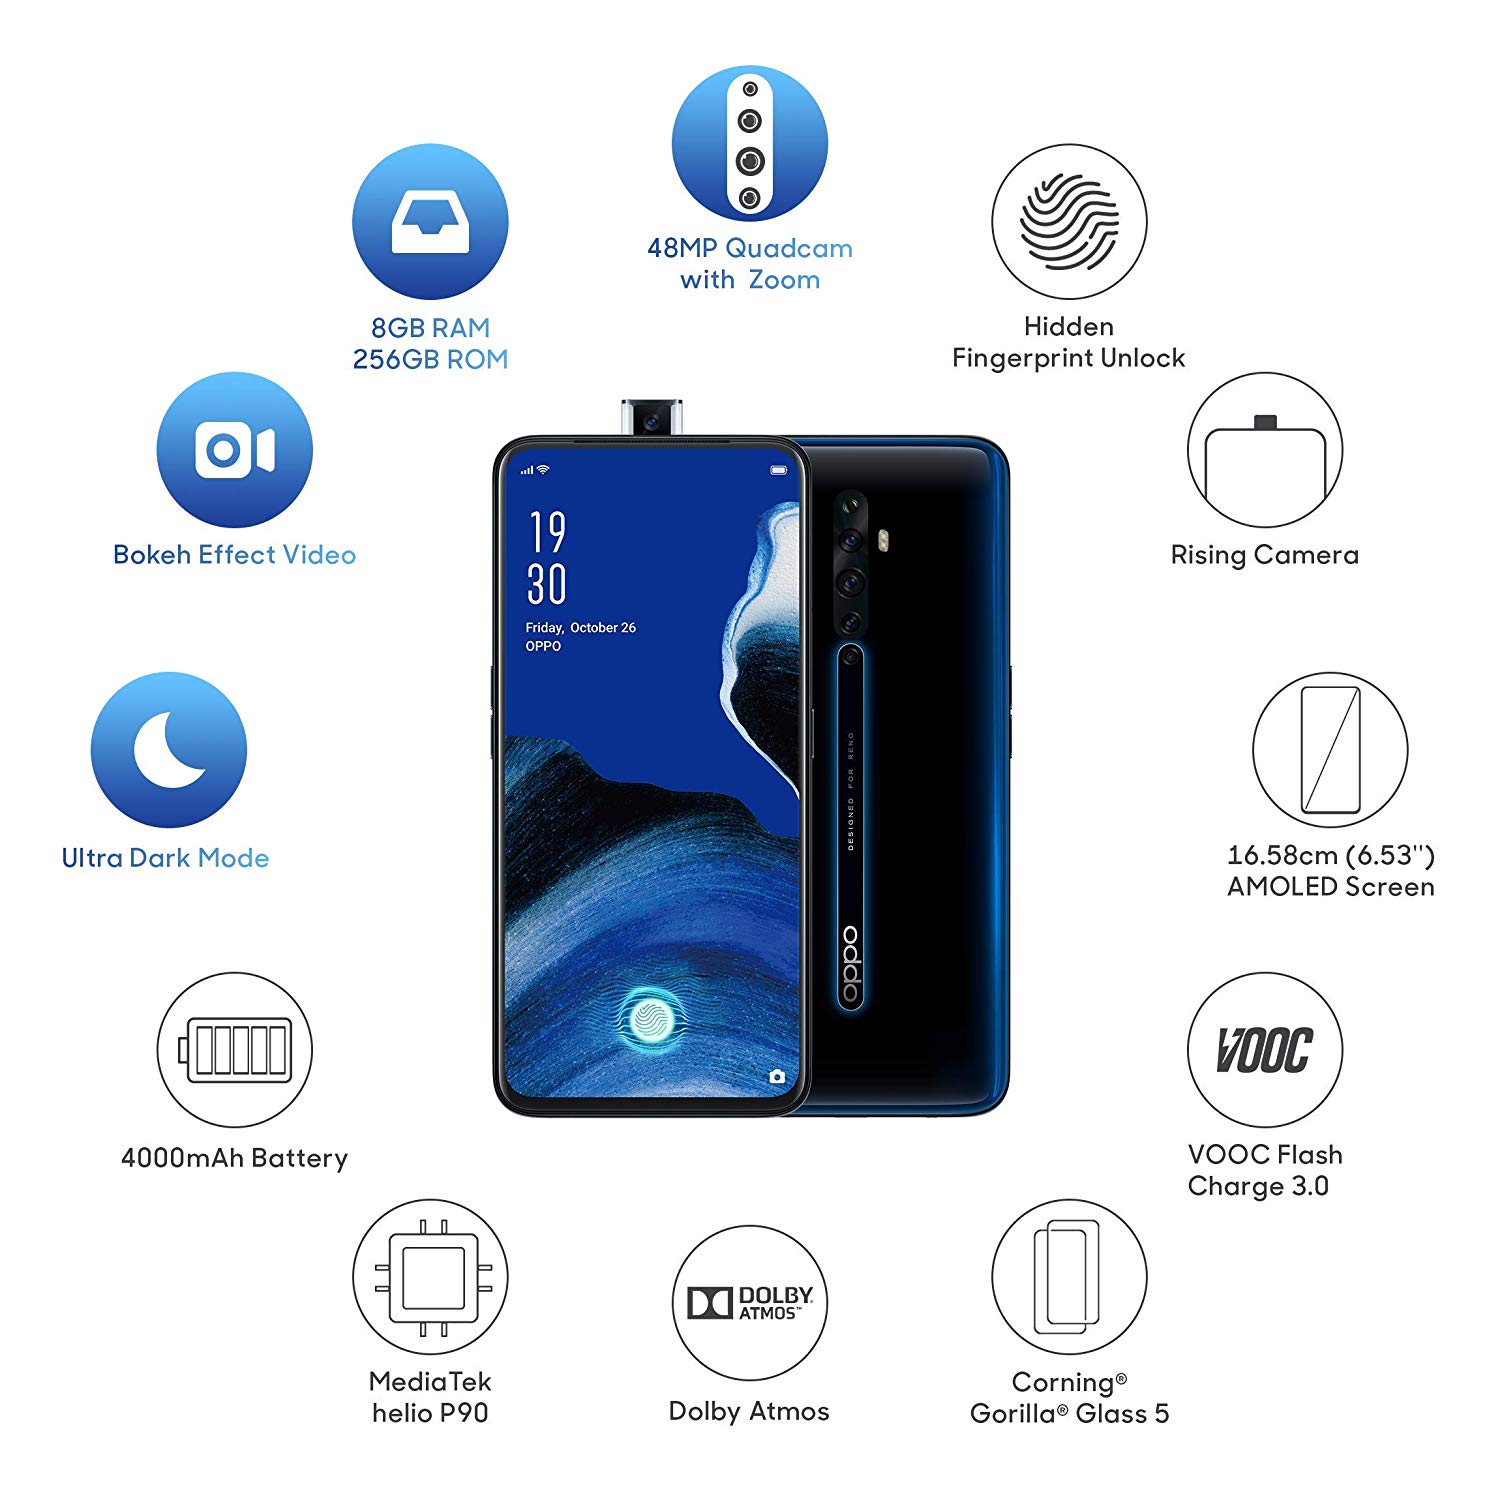 48MP Quadcam
with Zoom
8GB RAM
256GB ROM
Hidden
Fingerprint Unlock
Bokeh Effect Video
Rising Camera
19
30
Friday, October 26
OPPO
DESIGNED FOR RENO
oppo
Ultra Dark Mode
16.58cm (6.53")
AMOLED Screen
4000mAh Battery
VOOC
VOOC Flash
Charge 3.0
MediaTek
helio P90
DOLBY
ATMOS™
Dolby Atmos
Corning®
Gorilla® Glass 5